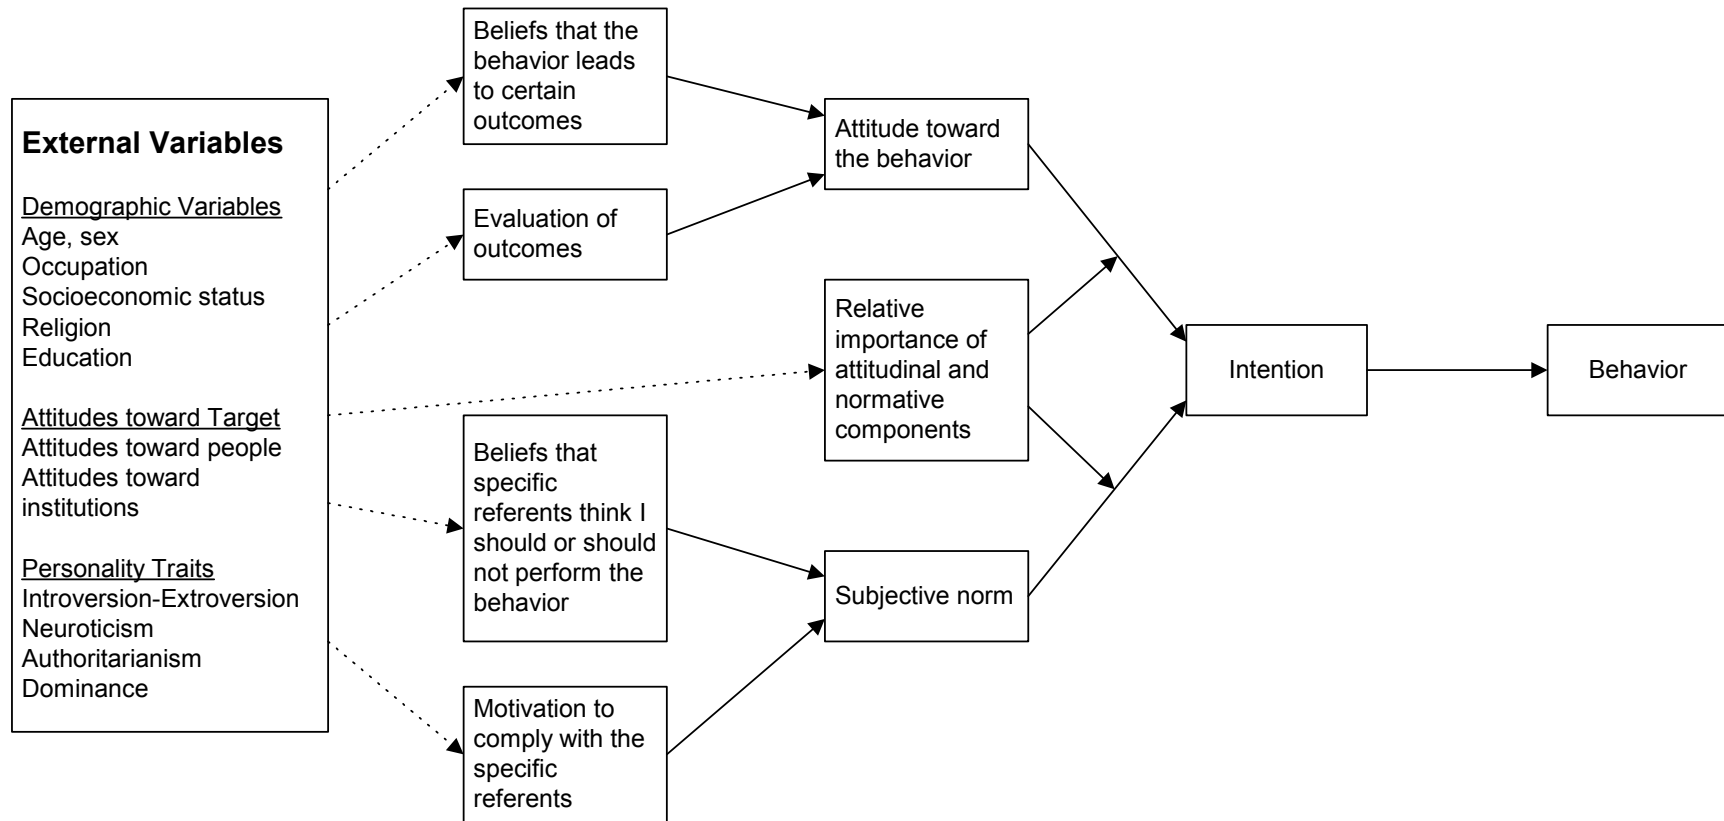 External Variables
Demographic Variables
Age, sex
Occupation
Socioeconomic status
Religion
Education
Attitudes toward Target
Attitudes toward people
Attitudes toward
institutions
Personality Traits
Introversion-Extroversion
Neuroticism
Authoritarianism
Dominance
Beliefs that the
behavior leads
to certain
outcomes
Evaluation of
outcomes
Beliefs that
specific
referents think I
should or should
not perform the
behavior
Motivation to
comply with the
specific
referents
Attitude toward
the behavior
Relative
importance of
attitudinal and
normative
components
Subjective norm
Intention
Behavior